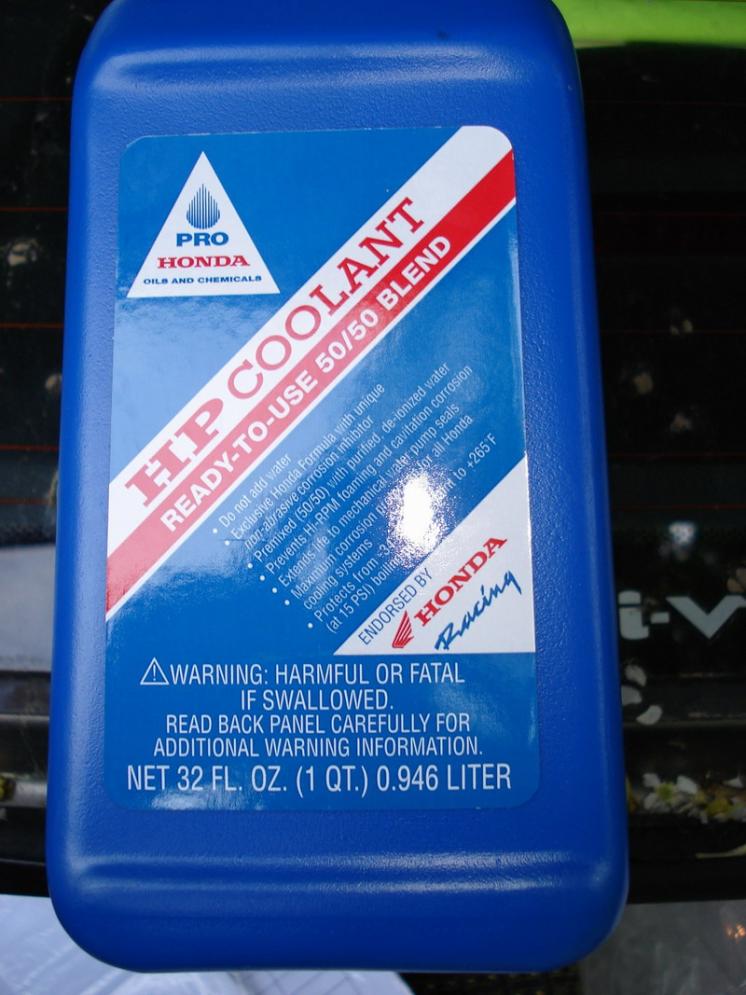 PRO
HONDA
OILS AND CHEMICALS
HP COOLANT
READY-TO-USE 50/50 BLEND
• Do not add water
• Exclusive Honda Formula with unique
non-abrasive corrosion inhibitor
• Premixed (50/50) with purified, de-ionized water
• Prevents Hi-RPM foaming and cavitation corrosion
• Extends life to mechanical water pump seals
• Maximum corrosion for all Honda
cooling systems
• Protects from to +265°F
(at 15 PSI)
ENDORSED BY
HONDA
Racing
WARNING: HARMFUL OR FATAL
IF SWALLOWED.
READ BACK PANEL CAREFULLY FOR
ADDITIONAL WARNING INFORMATION.
NET 32 FL. OZ. (1 QT.) 0.946 LITER
i-V